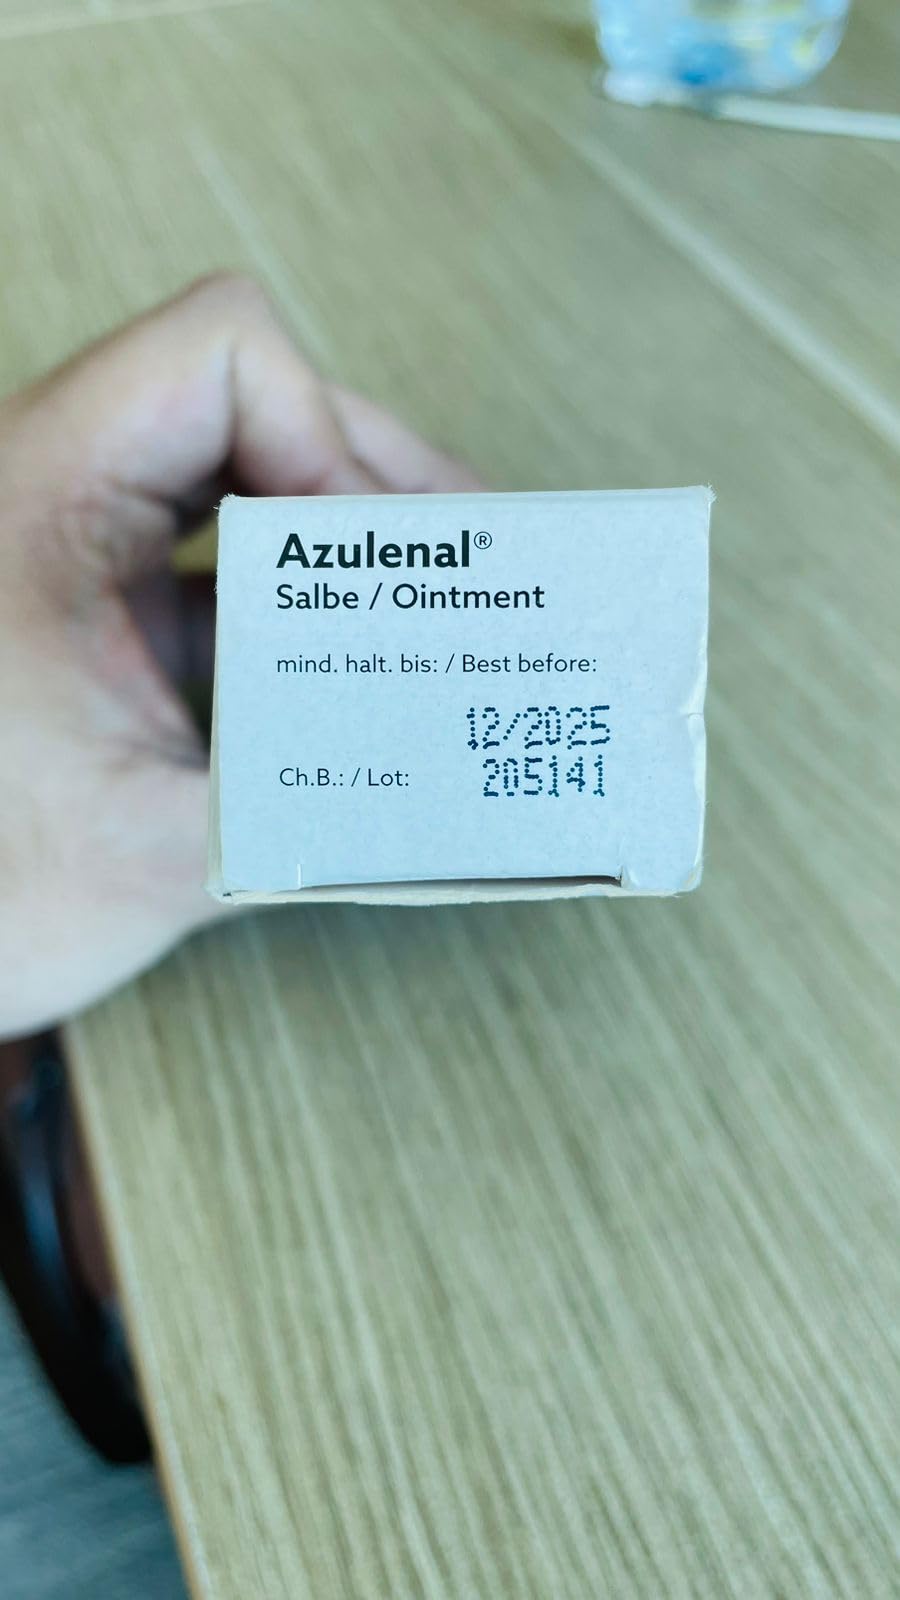 Azulenal®
Salbe / Ointment
mind. halt. bis: / Best before:
12/2025
Ch.B.: / Lot: 205141